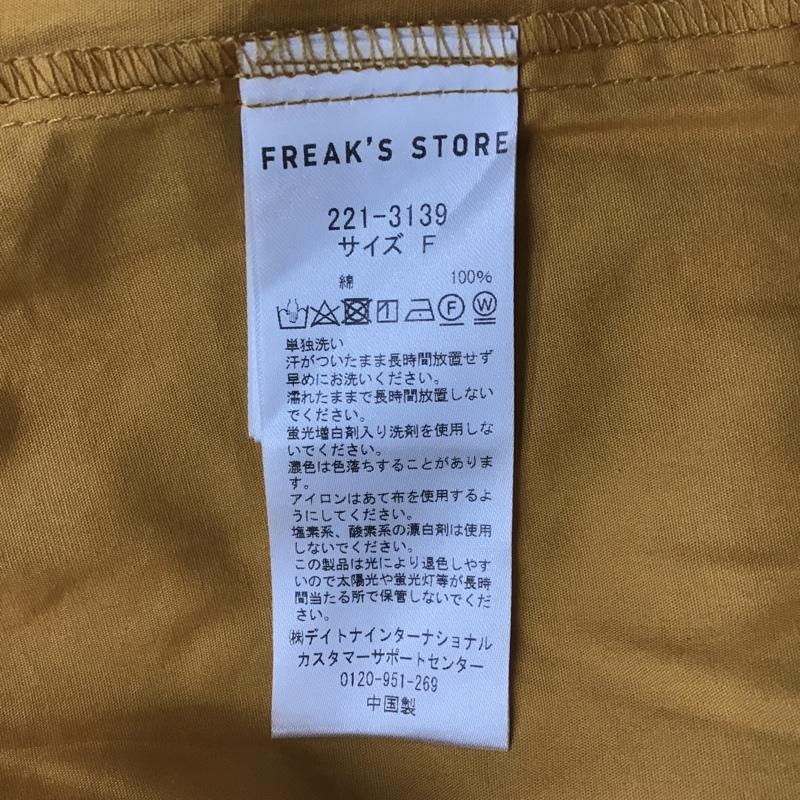 FREAK'S STORE
221-3139
サイズ F
綿 100%
F W
単独洗い
汗がついたまま長時間放置せず
早めにお洗いください。
濡れたままで長時間放置しない
でください。
蛍光増白剤入り洗剤を使用しな
いでください。
濃色は色落ちすることがありま
す。
アイロンはあて布を使用するよ
うにしてください。
塩素系、酸素系の漂白剤は使用
しないでください。
この製品は光により退色しやす
いので太陽光や蛍光灯等が長時
間当たる所で保管しないでくだ
さい。
㈱デイトナインターナショナル
カスタマーサポートセンター
0120-951-269
中国製